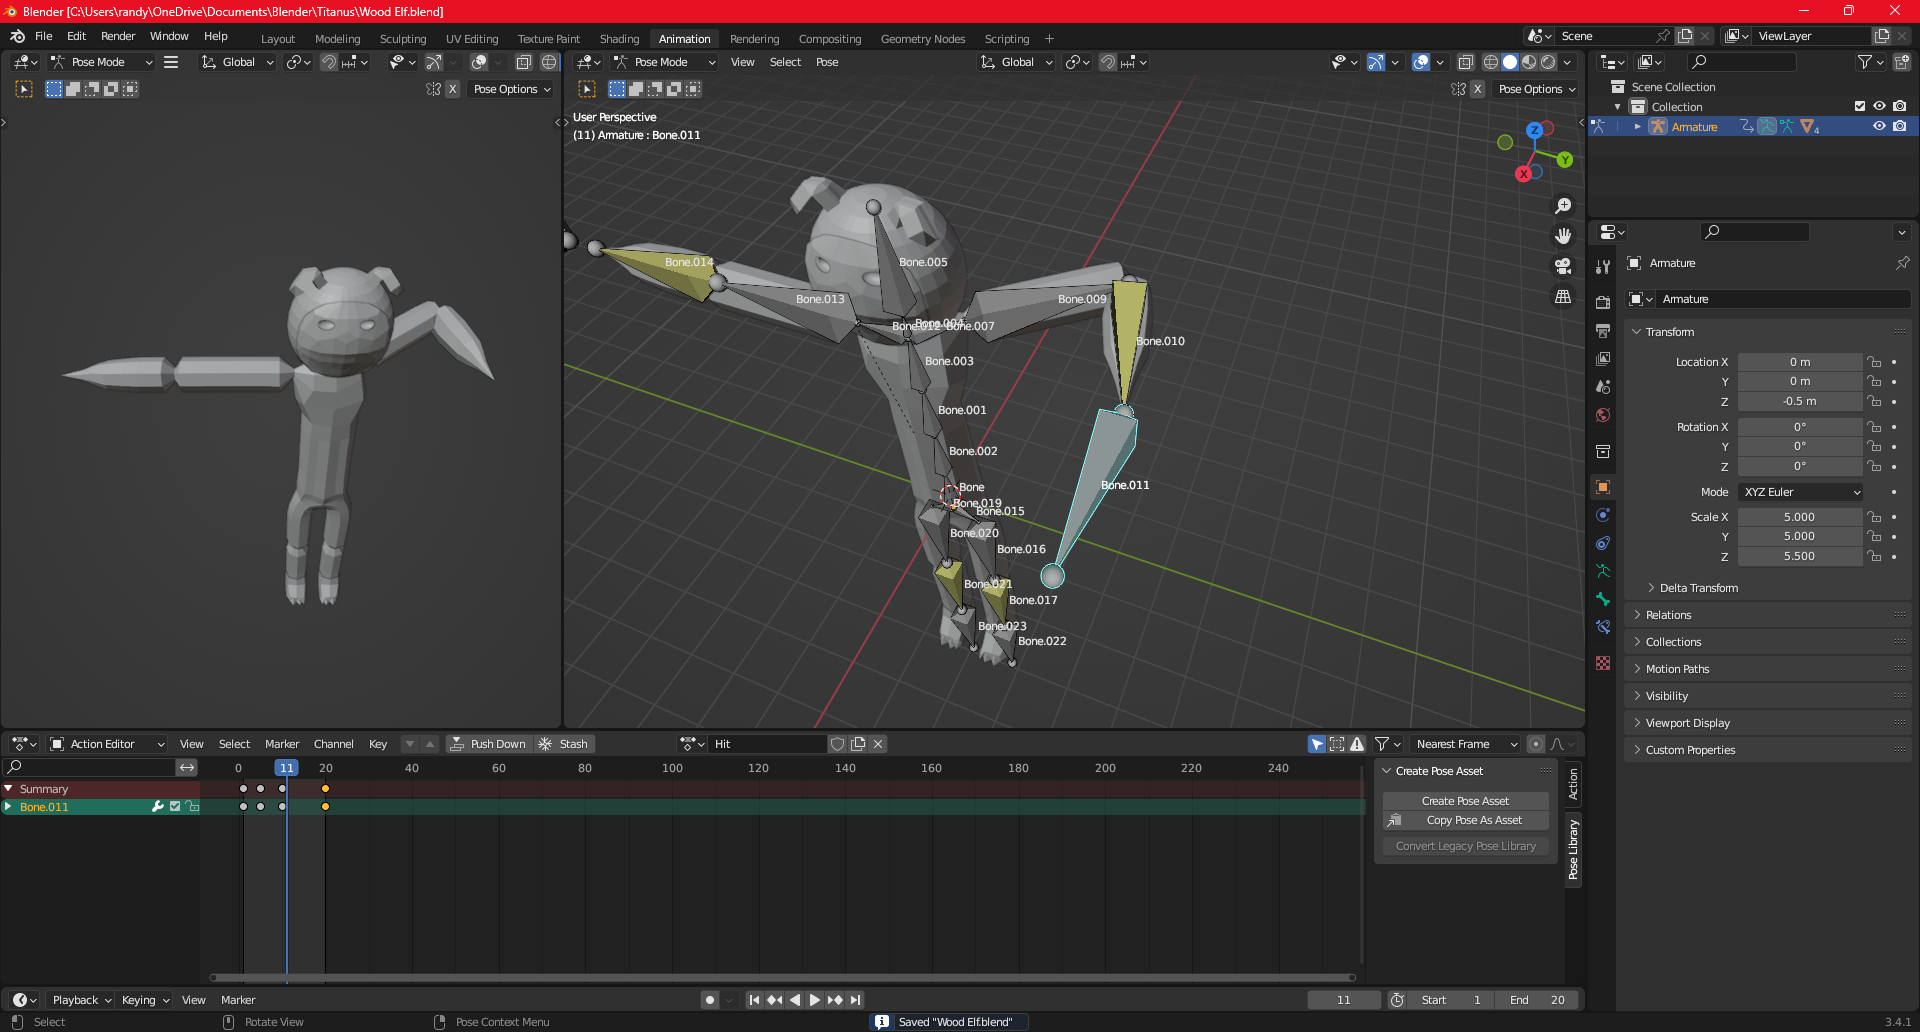 Blender [C:\Users\randy\OneDrive\Documents\Blender\Titanus\Wood Elf.blend]
File Edit Render Window Help Layout Modeling Sculpting UV Editing Texture Paint Shading Animation Rendering Compositing Geometry Nodes Scripting + Scene ViewLayer
Pose Mode Global Pose Mode View Select Pose Global
X Pose Options X Pose Options
User Perspective
(11) Armature : Bone.011
Z
Y
X
Bone.014
Bone.005
Bone.013
Bone.009
Bone.012
Bone.004
Bone.007
Bone.010
Bone.003
Bone.001
Bone.002
Bone.011
Bone
Bone.019
Bone.015
Bone.020
Bone.016
Bone.021
Bone.017
Bone.023
Bone.022
Scene Collection
Collection
Armature 4
Armature
Armature
Transform
Location X 0 m
Y 0 m
Z -0.5 m
Rotation X 0°
Y 0°
Z 0°
Mode XYZ Euler
Scale X 5.000
Y 5.000
Z 5.500
Delta Transform
Relations
Collections
Motion Paths
Visibility
Viewport Display
Custom Properties
Action Editor View Select Marker Channel Key Push Down Stash Hit Nearest Frame
0 11 20 40 60 80 100 120 140 160 180 200 220 240
Summary
Bone.011
Create Pose Asset
Create Pose Asset
Copy Pose As Asset
Convert Legacy Pose Library
Action
Pose Library
Playback Keying View Marker 11 Start 1 End 20
Select Rotate View Pose Context Menu Saved "Wood Elf.blend" 3.4.1